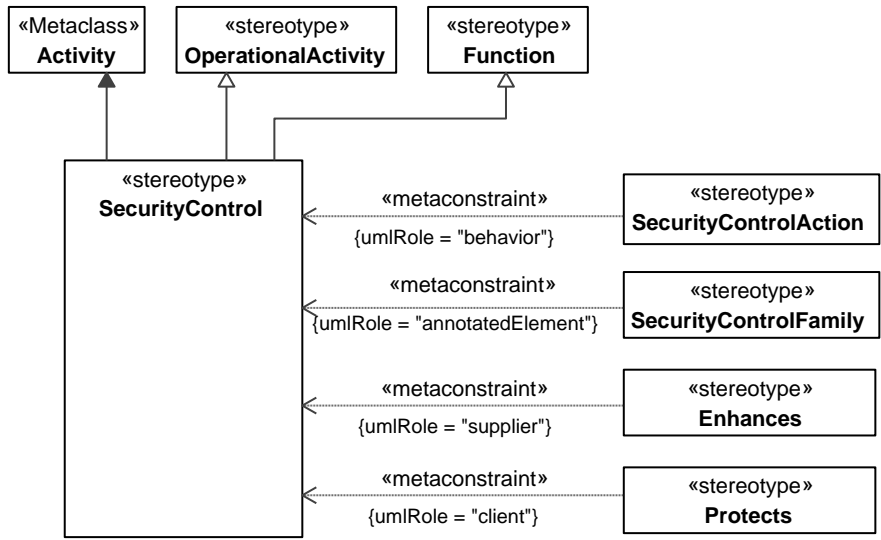 «Metaclass»
Activity
«stereotype»
OperationalActivity
«stereotype»
Function
«stereotype»
SecurityControl
«metaconstraint»
{umlRole = "behavior"}
«stereotype»
SecurityControlAction
«metaconstraint»
{umlRole = "annotatedElement"}
«stereotype»
SecurityControlFamily
«metaconstraint»
{umlRole = "supplier"}
«stereotype»
Enhances
«metaconstraint»
{umlRole = "client"}
«stereotype»
Protects